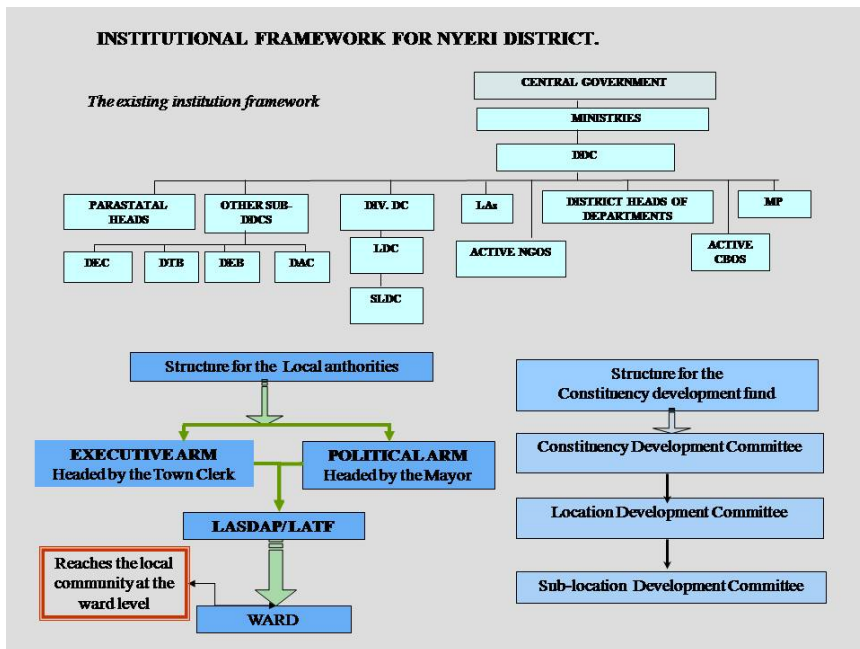 INSTITUTIONAL FRAMEWORK FOR NYERI DISTRICT.
The existing institution framework
CENTRAL GOVERNMENT
MINISTRIES
DDC
PARASTATAL
HEADS
OTHER SUB-
DDCS
DIV. DC
LAs
DISTRICT HEADS OF
DEPARTMENTS
MP
DEC
DTB
DEB
DAC
LDC
ACTIVE NGOS
ACTIVE
CBOS
SLDC
Structure for the Local authorities
EXECUTIVE ARM
Headed by the Town Clerk
POLITICAL ARM
Headed by the Mayor
LASDAP/LATF
Reaches the local
community at the
ward level
WARD
Structure for the
Constituency development fund
Constituency Development Committee
Location Development Committee
Sub-location Development Committee